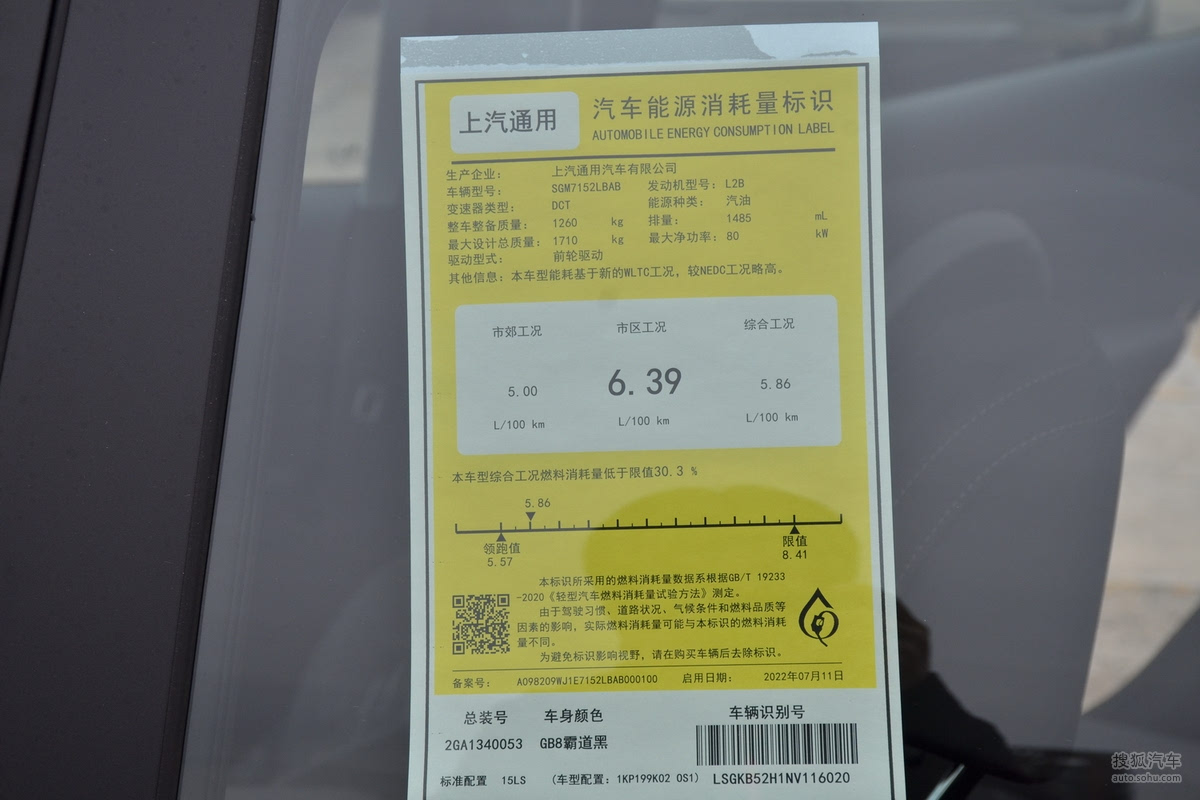 上汽通用
汽车能源消耗量标识
AUTOMOBILE ENERGY CONSUMPTION LABEL
生产企业: 上汽通用汽车有限公司
车辆型号: SGM7152LBAB 发动机型号: L2B
变速器类型: DCT 能源种类: 汽油
整车整备质量: 1260 kg 排量: 1485 mL
最大设计总质量: 1710 kg 最大净功率: 80 kW
驱动型式: 前轮驱动
其他信息: 本车型能耗基于新的WLTC工况，较NEDC工况略高。
市郊工况 市区工况 综合工况
5.00 6.39 5.86
L/100 km L/100 km L/100 km
本车型综合工况燃料消耗量低于限值30.3 %
5.86
领跑值 限值
5.57 8.41
本标识所采用的燃料消耗量数据系根据GB/T 19233
-2020《轻型汽车燃料消耗量试验方法》测定。
由于驾驶习惯、道路状况、气候条件和燃料品质等
因素的影响，实际燃料消耗量可能与本标识的燃料消耗
量不同。
为避免标识影响视野，请在购买车辆后去除标识。
备案号: A098209WJ1E7152LBAB000100 启用日期: 2022年07月11日
总装号 车身颜色 车辆识别号
2GA1340053 GB8霸道黑
标准配置 15LS (车型配置: 1KP199K02 0S1) LSGKB52H1NV116020
搜狐汽车
auto.sohu.com